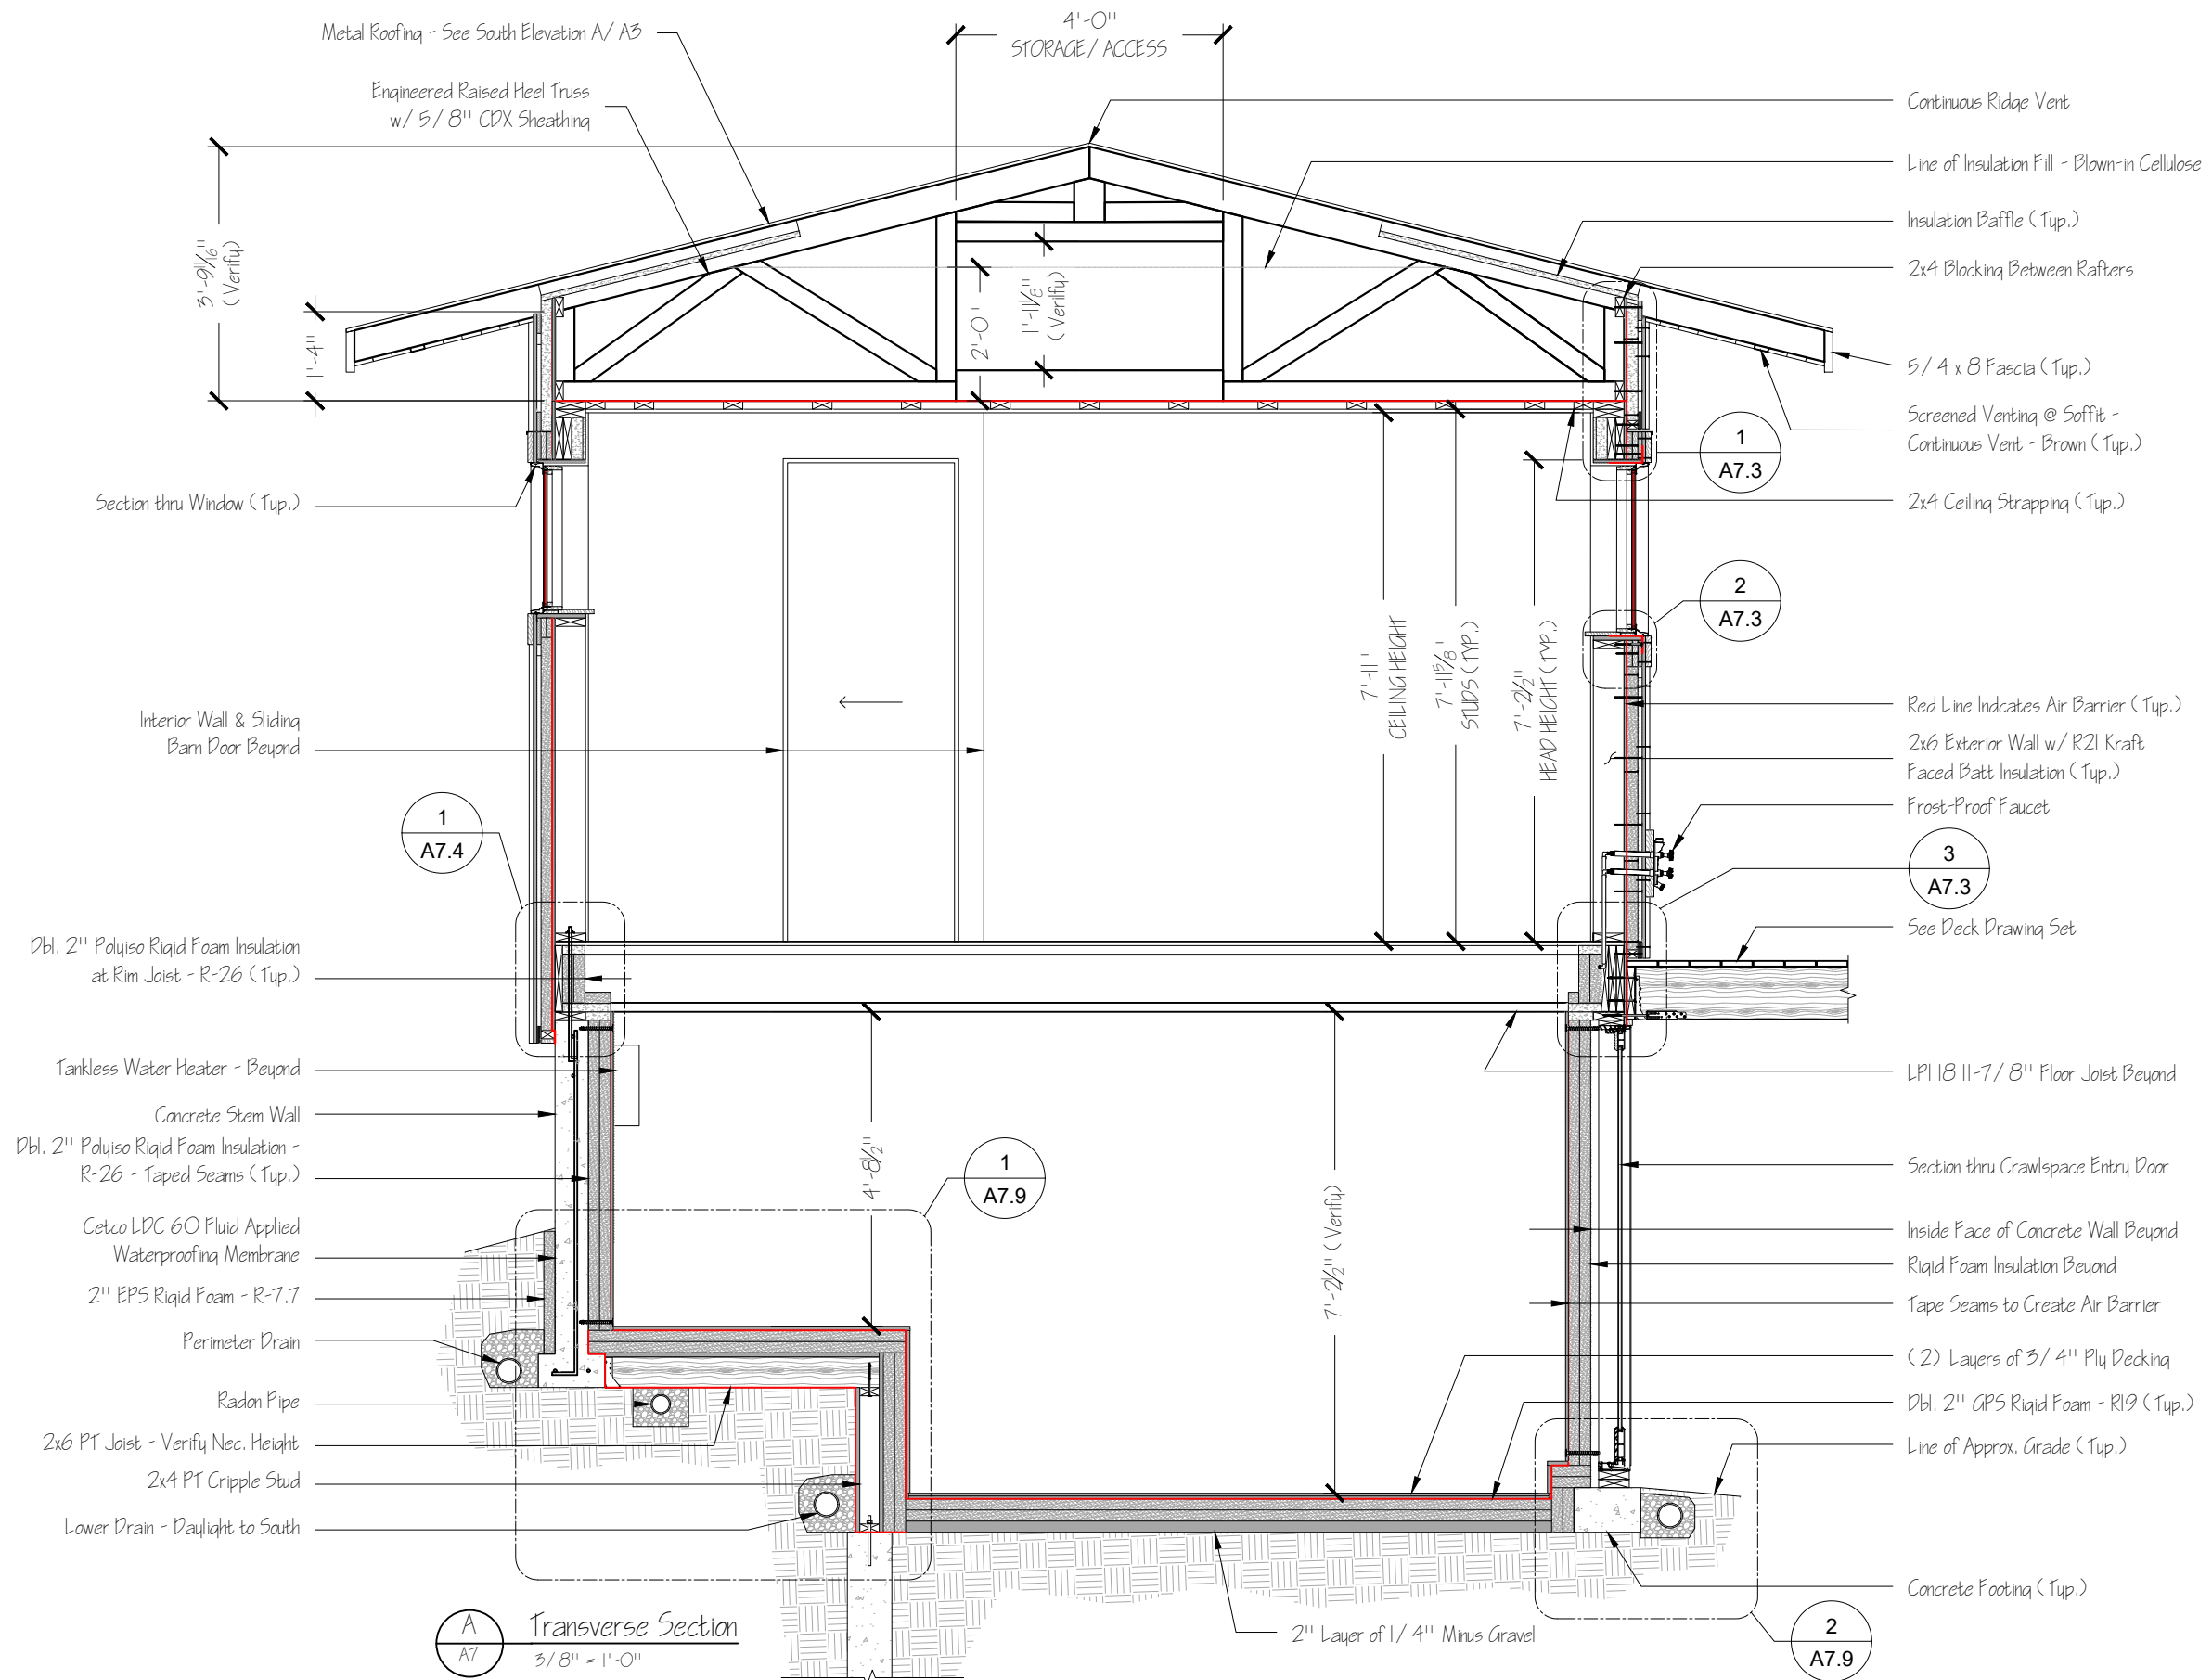 4'-0"
STORAGE/ ACCESS
Metal Roofing - See South Elevation A/ A3
Engineered Raised Heel Truss
w/ 5/ 8" CDX Sheathing
3'-9 11/16"
(Verify)
1'-4"
2'-0"
1'-1 1/8"
(Verilfy)
Section thru Window (Typ.)
Interior Wall & Sliding
Barn Door Beyond
1
A7.4
Dbl. 2" Polyiso Rigid Foam Insulation
at Rim Joist - R-26 (Typ.)
Tankless Water Heater - Beyond
Concrete Stem Wall
Dbl. 2" Polyiso Rigid Foam Insulation -
R-26 - Taped Seams (Typ.)
Cetco LDC 60 Fluid Applied
Waterproofing Membrane
2" EPS Rigid Foam - R-7.7
Perimeter Drain
Radon Pipe
2x6 PT Joist - Verify Nec. Height
2x4 PT Cripple Stud
Lower Drain - Daylight to South
7'-11"
CEILING HEIGHT
7'-11 5/8"
STUDS (TYP.)
7'-2 1/2"
HEAD HEIGHT (TYP.)
4'-8 1/2"
7'-2 1/2" (Verify)
1
A7.9
Continuous Ridge Vent
Line of Insulation Fill - Blown-in Cellulose
Insulation Baffle (Typ.)
2x4 Blocking Between Rafters
5/ 4 x 8 Fascia (Typ.)
Screened Venting @ Soffit -
Continuous Vent - Brown (Typ.)
1
A7.3
2x4 Ceiling Strapping (Typ.)
2
A7.3
Red Line Indcates Air Barrier (Typ.)
2x6 Exterior Wall w/ R21 Kraft
Faced Batt Insulation (Typ.)
Frost-Proof Faucet
3
A7.3
See Deck Drawing Set
LPI 18 11-7/ 8" Floor Joist Beyond
Section thru Crawlspace Entry Door
Inside Face of Concrete Wall Beyond
Rigid Foam Insulation Beyond
Tape Seams to Create Air Barrier
(2) Layers of 3/ 4" Ply Decking
Dbl. 2" GPS Rigid Foam - R19 (Typ.)
Line of Approx. Grade (Typ.)
Concrete Footing (Typ.)
2" Layer of 1/ 4" Minus Gravel
2
A7.9
A
A7
Transverse Section
3/8" = 1'-0"